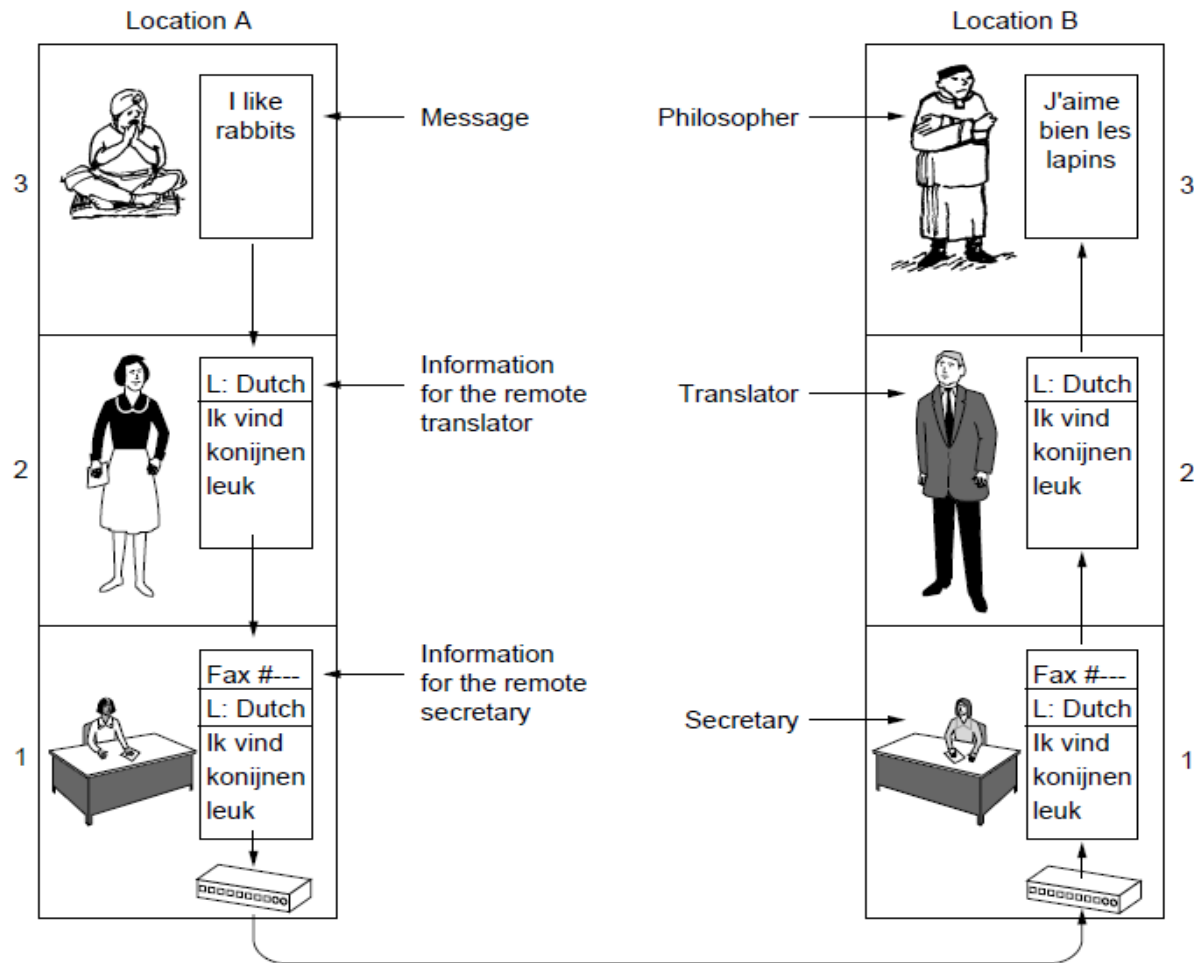 Location A
Location B
I like
rabbits
Message
Philosopher
J'aime
bien les
lapins
3
3
L: Dutch
Ik vind
konijnen
leuk
Information
for the remote
translator
Translator
L: Dutch
Ik vind
konijnen
leuk
2
2
Fax #---
L: Dutch
Ik vind
konijnen
leuk
Information
for the remote
secretary
Secretary
Fax #---
L: Dutch
Ik vind
konijnen
leuk
1
1